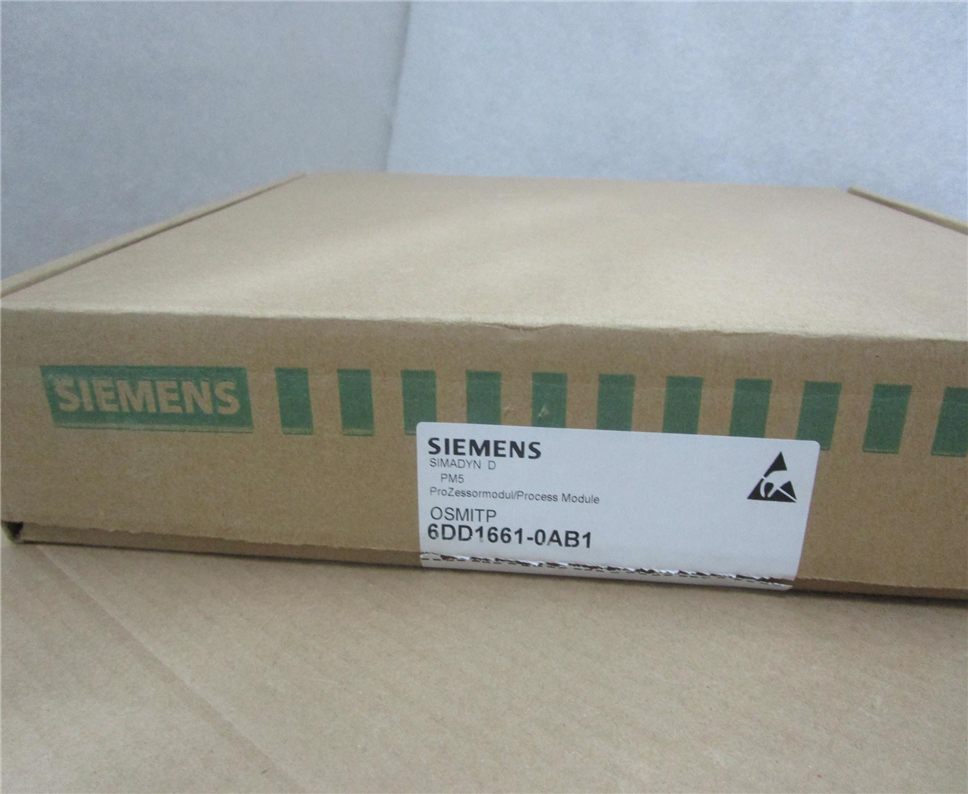 SIEMENS
SIEMENS
SIMADYN D
PM5
ProZessormodul/Process Module
OSMITP
6DD1661-0AB1